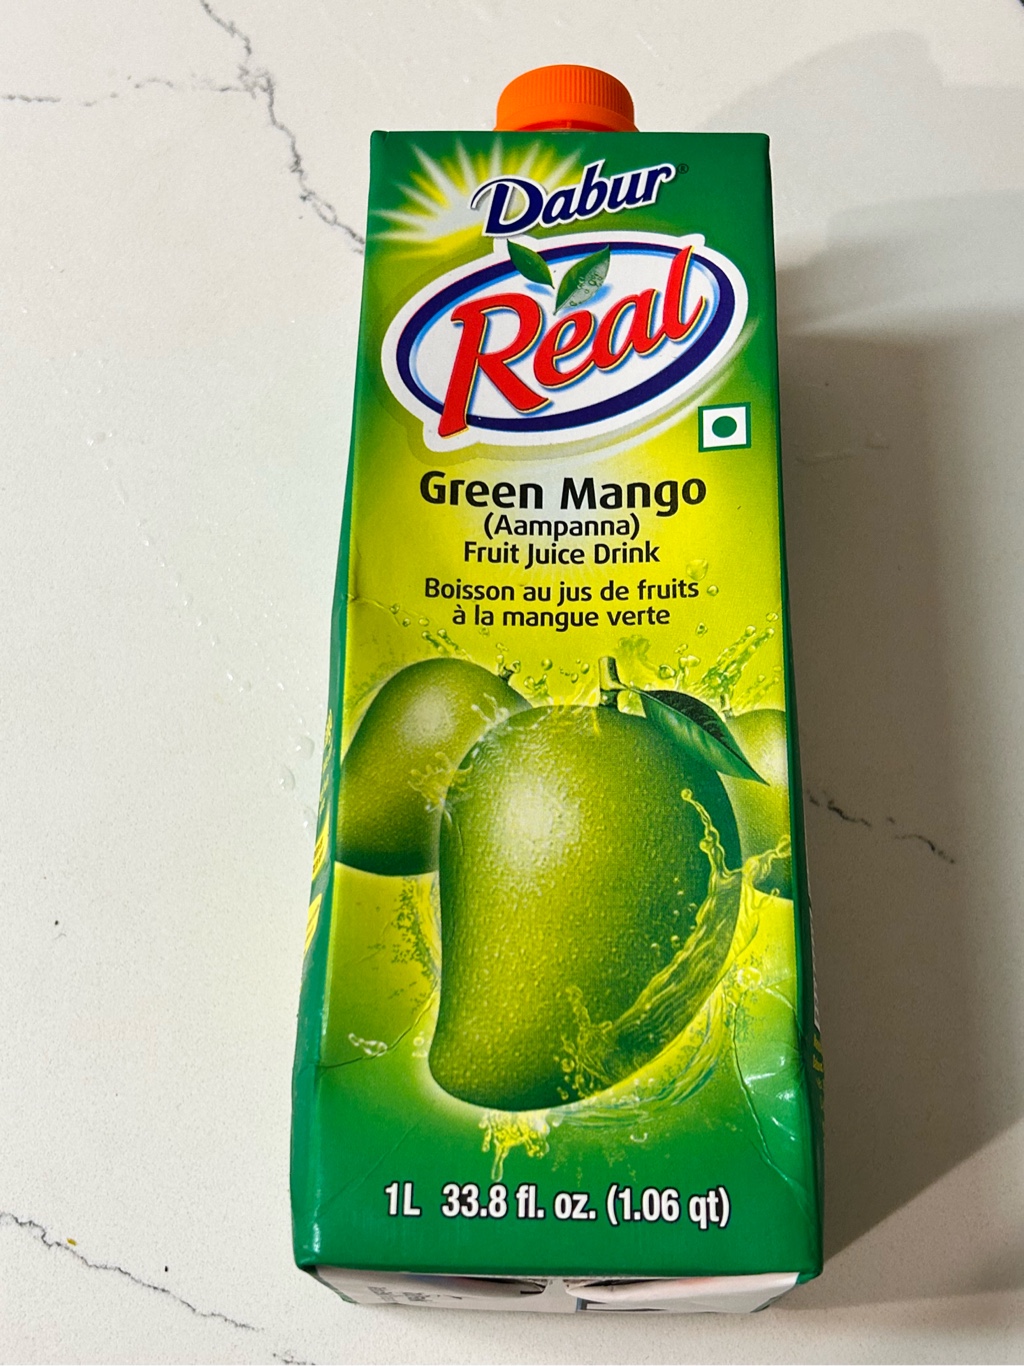 Dabur®
Real
Green Mango
(Aampanna)
Fruit Juice Drink
Boisson au jus de fruits
à la mangue verte
1L 33.8 fl. oz. (1.06 qt)